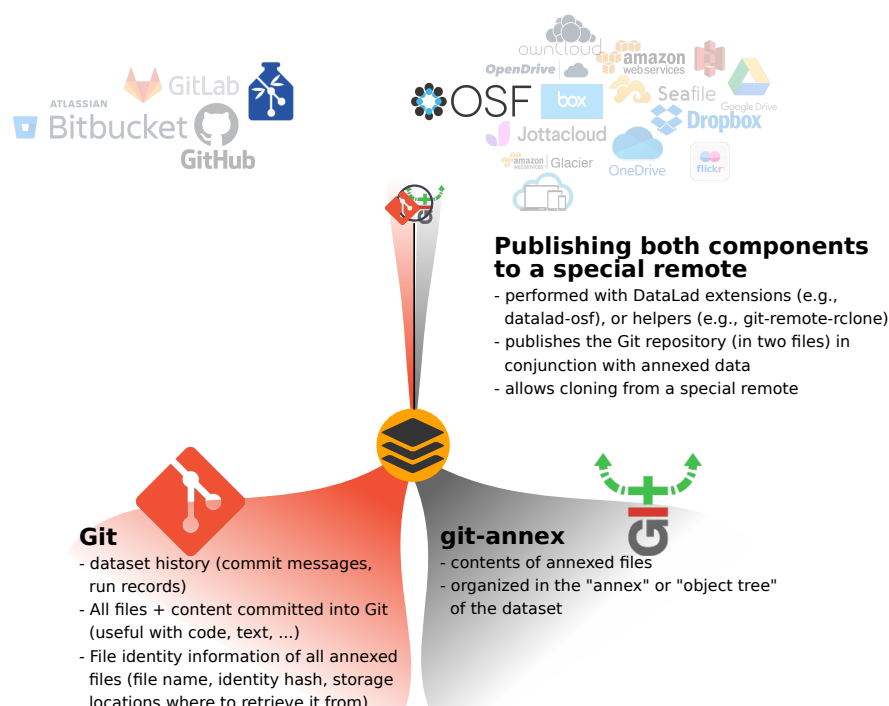 ATLASSIAN
Bitbucket
GitLab
GitHub
ownCloud
OpenDrive
amazon
webservices
OSF
box
Seafile
Google Drive
Dropbox
Jottacloud
amazon
webservices
Glacier
OneDrive
flickr
GIT
Publishing both components
to a special remote
- performed with DataLad extensions (e.g.,
datalad-osf), or helpers (e.g., git-remote-rclone)
- publishes the Git repository (in two files) in
conjunction with annexed data
- allows cloning from a special remote
Git
- dataset history (commit messages,
run records)
- All files + content committed into Git
(useful with code, text, ...)
- File identity information of all annexed
files (file name, identity hash, storage
locations where to retrieve it from)
git-annex
- contents of annexed files
- organized in the "annex" or "object tree"
of the dataset